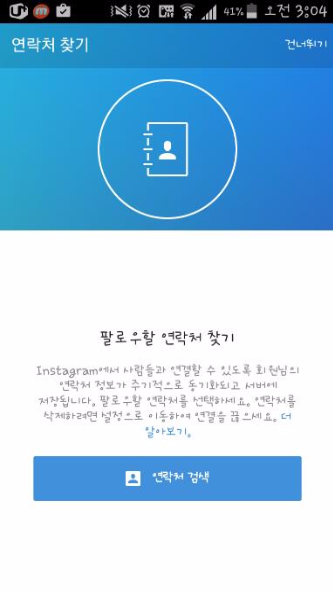 41% 오전 3:04
연락처 찾기 건너뛰기
팔로우할 연락처 찾기
Instagram에서 사람들과 연결할 수 있도록 회원님의
연락처 정보가 주기적으로 동기화되고 서버에
저장됩니다. 팔로우할 연락처를 선택하세요. 연락처를
삭제하려면 설정으로 이동하여 연결을 끊으세요. 더
알아보기.
연락처 검색